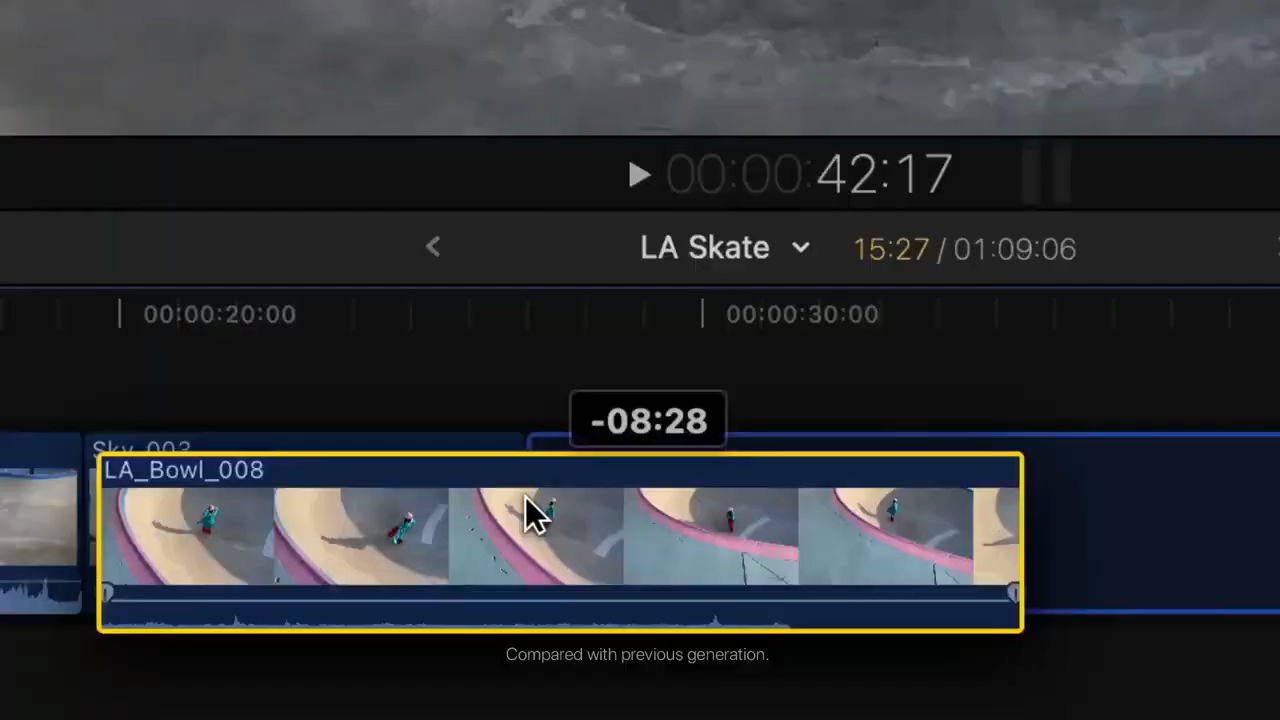 00:00:42:17
LA Skate 15:27 / 01:09:06
00:00:20:00 00:00:30:00
-08:28
Sky_003
LA_Bowl_008
Compared with previous generation.